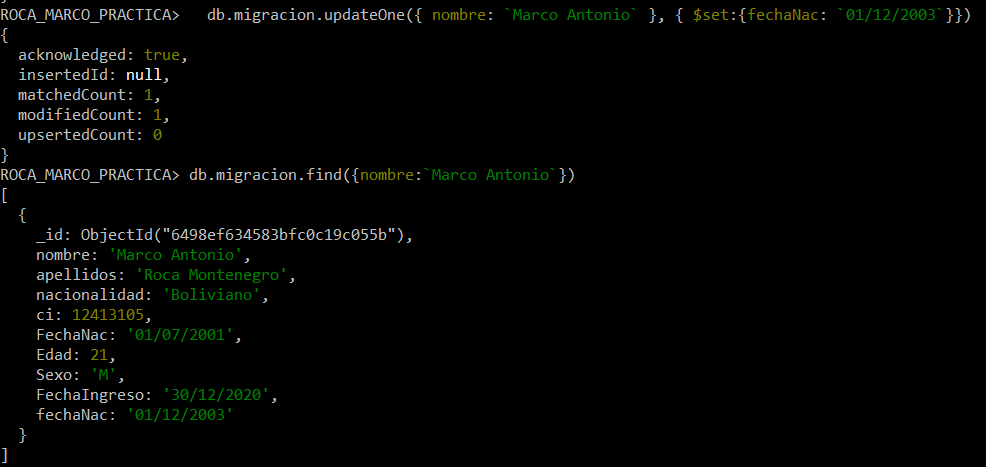 }
ROCA_MARCO_PRACTICA>   db.migracion.updateOne({ nombre: `Marco Antonio` }, { $set:{fechaNac: `01/12/2003`}})
{
  acknowledged: true,
  insertedId: null,
  matchedCount: 1,
  modifiedCount: 1,
  upsertedCount: 0
}
ROCA_MARCO_PRACTICA> db.migracion.find({nombre:`Marco Antonio`})
[
  {
    _id: ObjectId("6498ef634583bfc0c19c055b"),
    nombre: 'Marco Antonio',
    apellidos: 'Roca Montenegro',
    nacionalidad: 'Boliviano',
    ci: 12413105,
    FechaNac: '01/07/2001',
    Edad: 21,
    Sexo: 'M',
    FechaIngreso: '30/12/2020',
    fechaNac: '01/12/2003'
  }
]